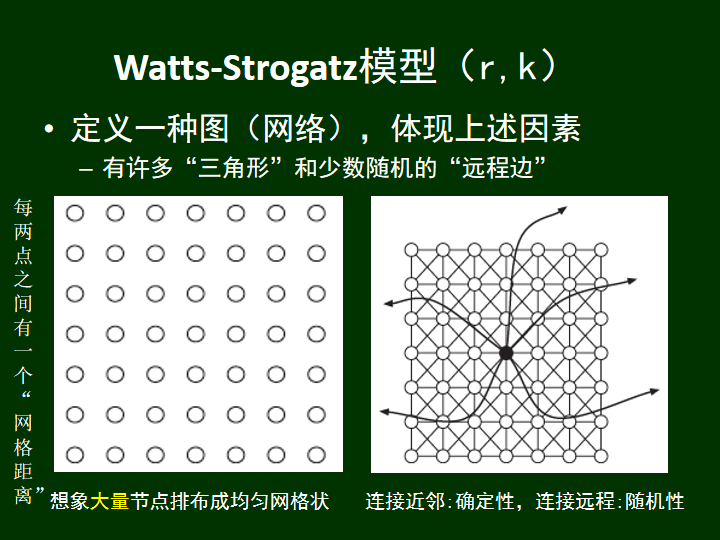 Watts-Strogatz模型（r,k）
• 定义一种图（网络），体现上述因素
– 有许多“三角形”和少数随机的“远程边”
每两点之间有一个“网格距离”
想象大量节点排布成均匀网格状
连接近邻:确定性，连接远程:随机性